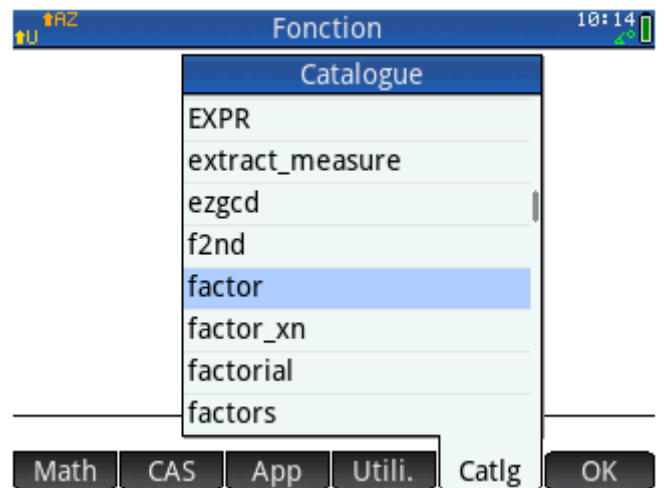 ↑U ↑AZ Fonction 10:14
Catalogue
EXPR
extract_measure
ezgcd
f2nd
factor
factor_xn
factorial
factors
Math CAS App Utili. Catlg OK